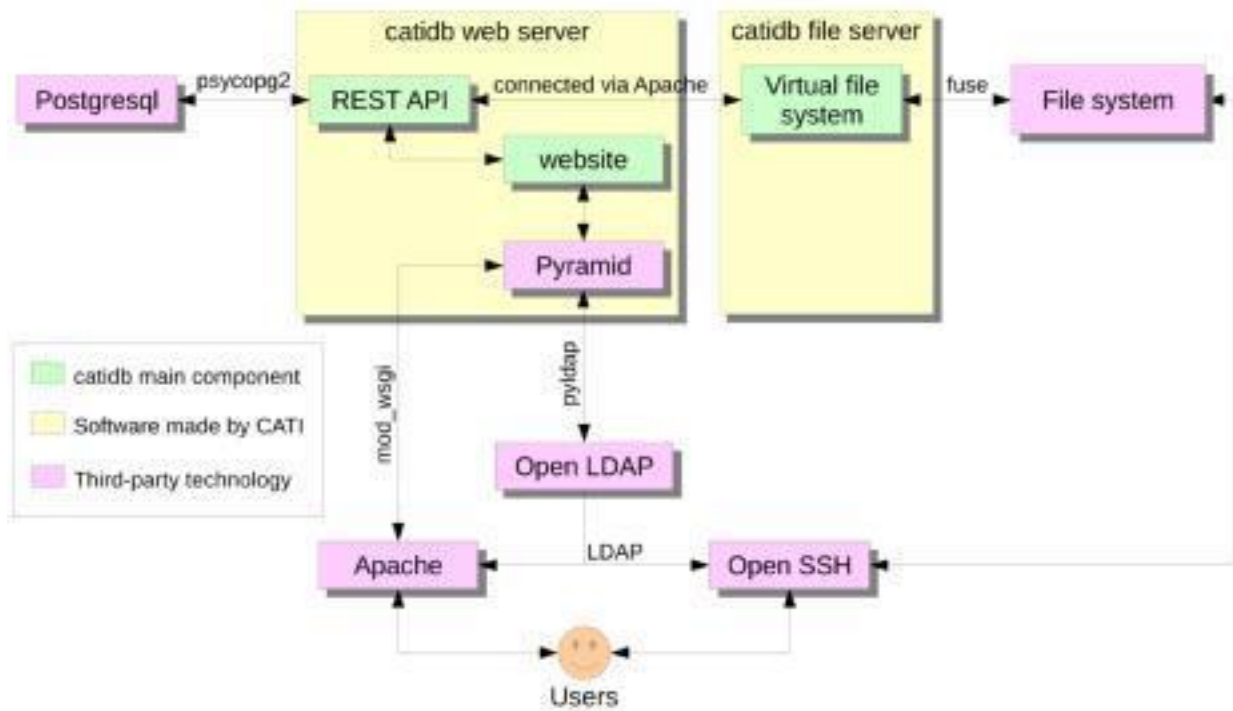 catidb web server
catidb file server
psycopg2
connected via Apache
fuse
Postgresql
REST API
Virtual file
system
File system
website
Pyramid
mod_wsgi
pyldap
catidb main component
Software made by CATI
Third-party technology
Open LDAP
LDAP
Apache
Open SSH
Users